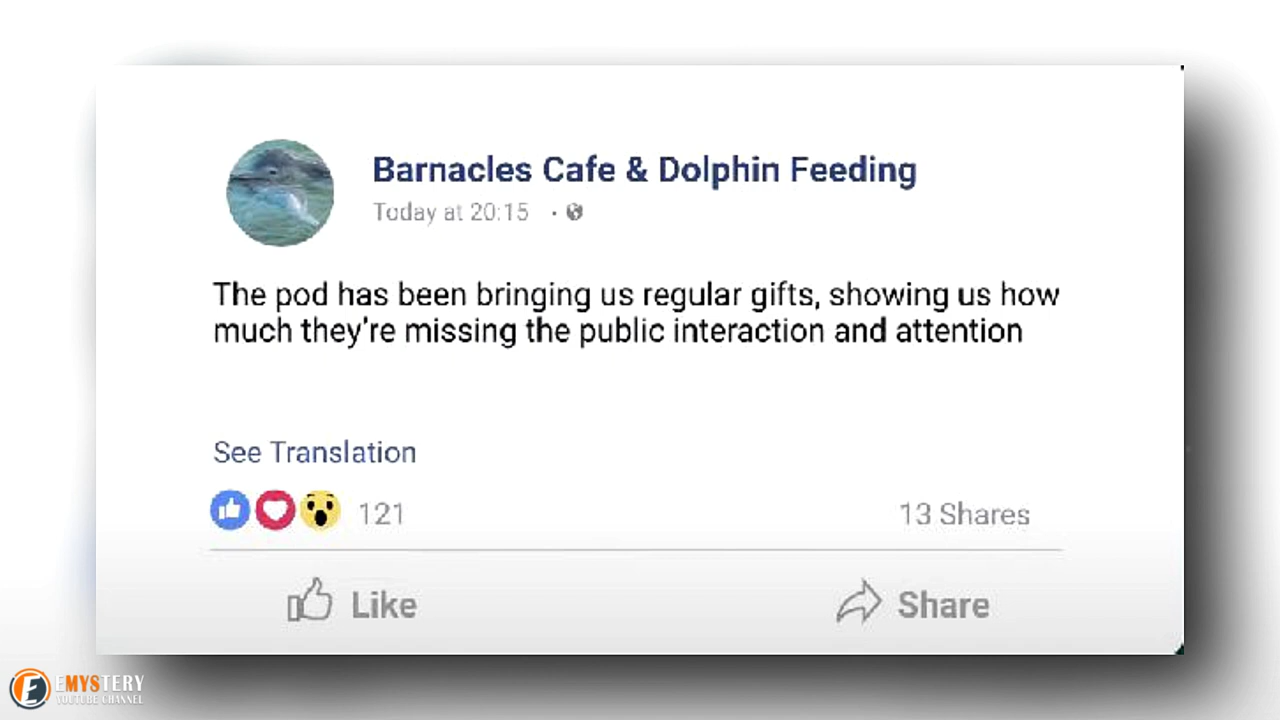 Barnacles Cafe & Dolphin Feeding
Today at 20:15
The pod has been bringing us regular gifts, showing us how
much they're missing the public interaction and attention
See Translation
121
13 Shares
Like
Share
EMYSTERY
YOUTUBE CHANNEL